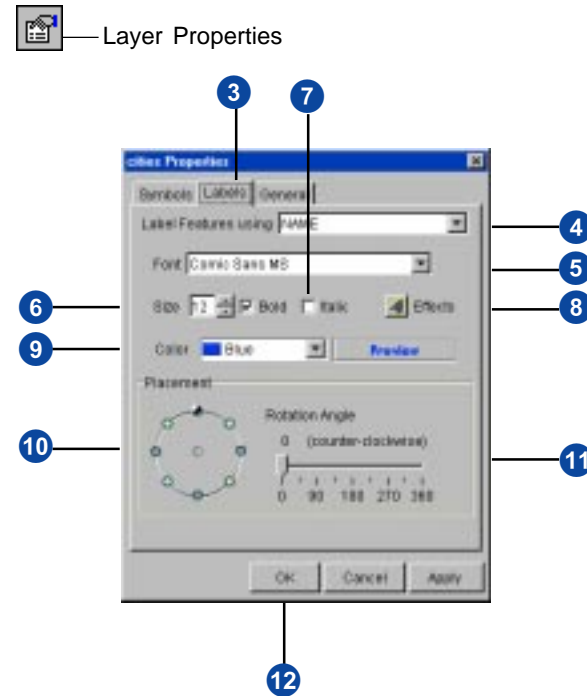 Layer Properties
3 7
cities Properties
Symbols Labels General
Label Features using NAME
4
Font Comic Sans MS
5
6 Size 12 Bold Italic Effects 8
9 Color Blue Preview
Placement
10
Rotation Angle
0 (counter-clockwise)
11
0 90 180 270 360
OK Cancel Apply
12